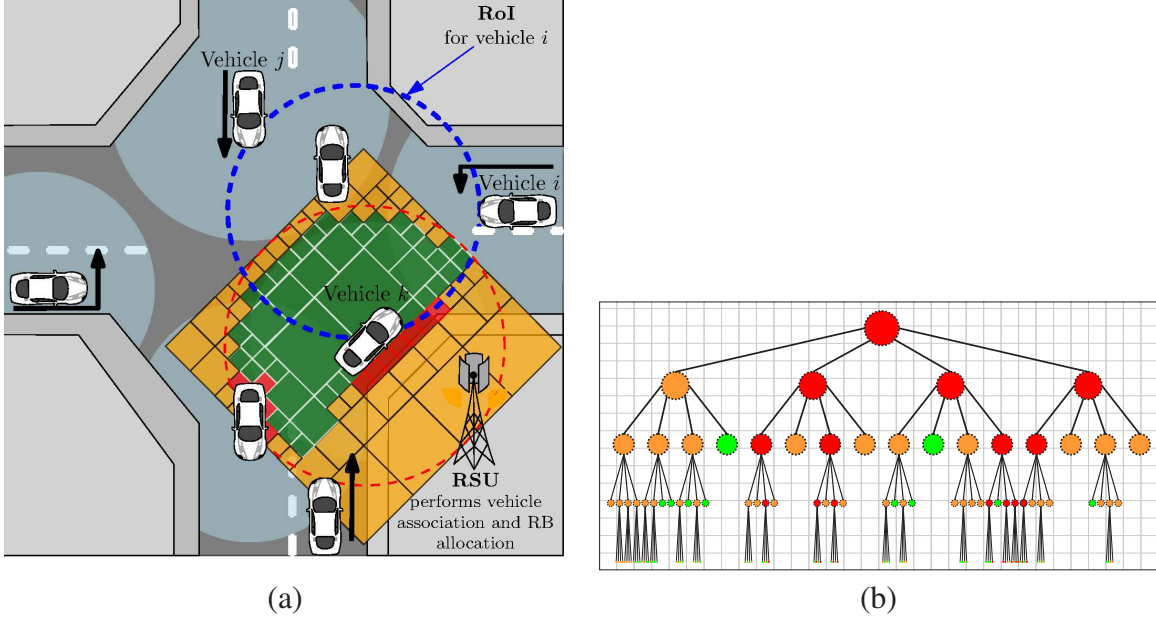 RoI
for vehicle i
Vehicle j
Vehicle i
Vehicle k
RSU
performs vehicle
association and RB
allocation
(a)
(b)